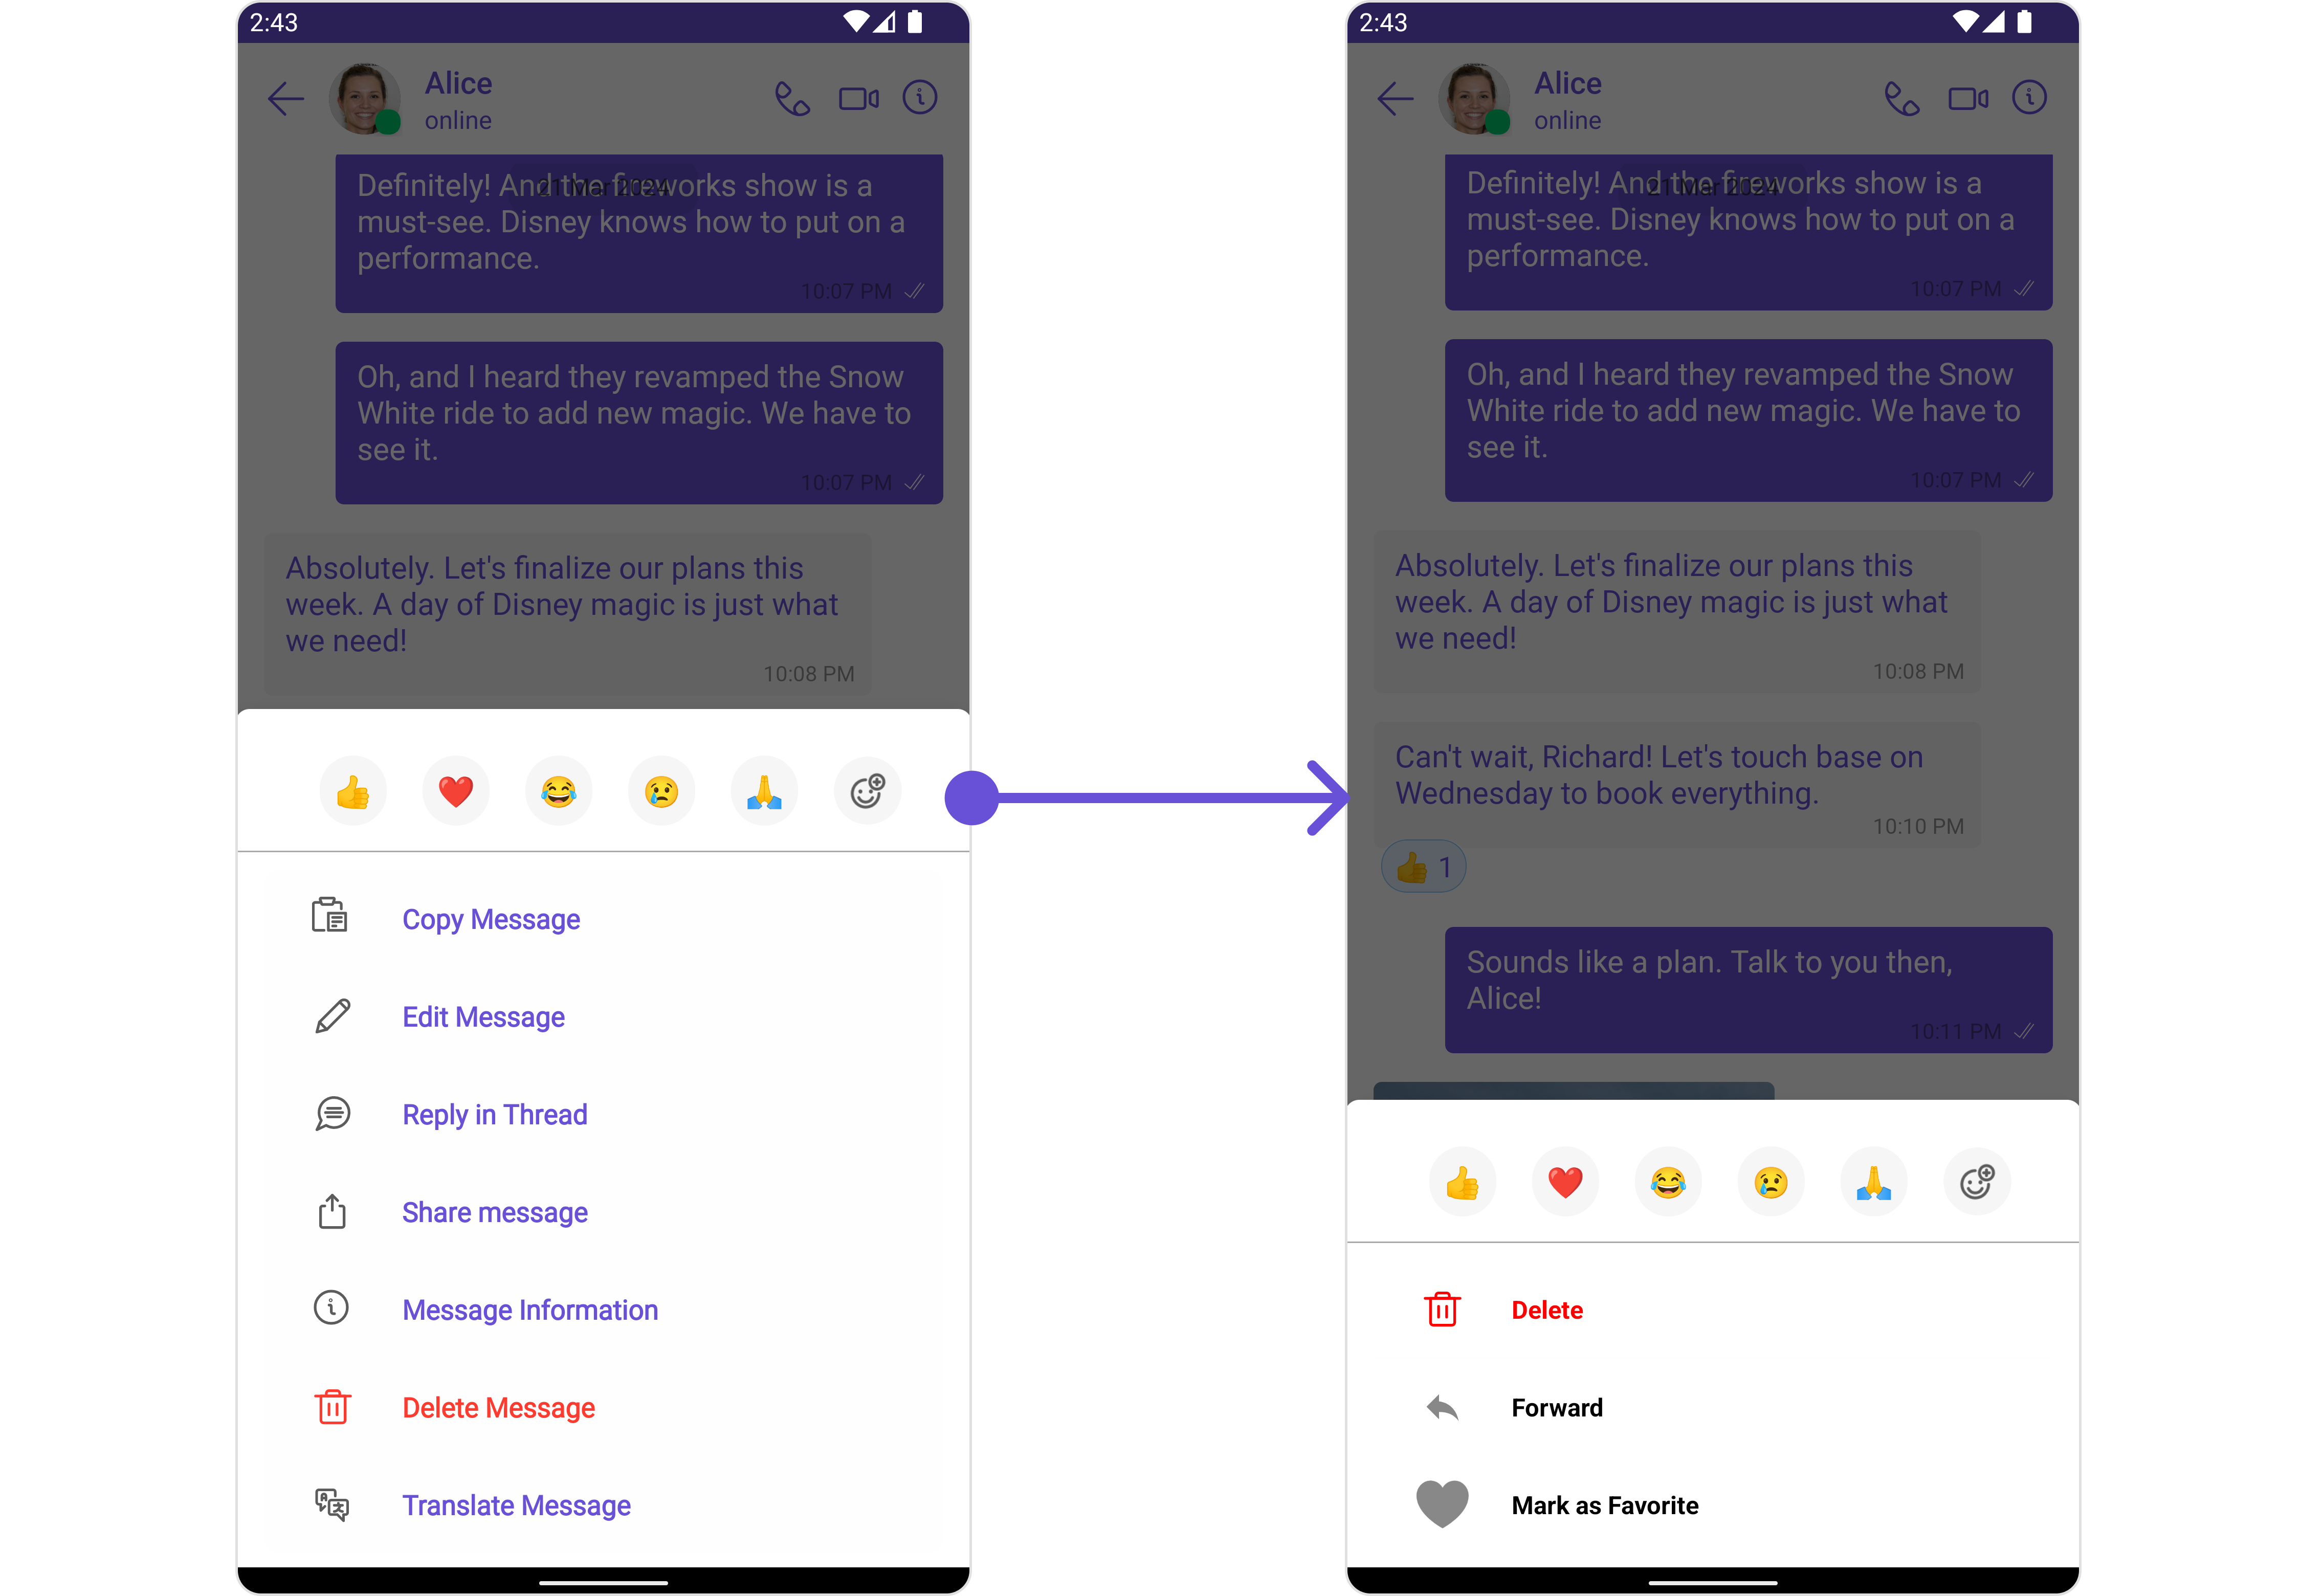 2:43
Alice
online
21 Mar 2024
Definitely! And the fireworks show is a
must-see. Disney knows how to put on a
performance.
10:07 PM
Oh, and I heard they revamped the Snow
White ride to add new magic. We have to
see it.
10:07 PM
Absolutely. Let's finalize our plans this
week. A day of Disney magic is just what
we need!
10:08 PM
Copy Message
Edit Message
Reply in Thread
Share message
Message Information
Delete Message
Translate Message
2:43
Alice
online
21 Mar 2024
Definitely! And the fireworks show is a
must-see. Disney knows how to put on a
performance.
10:07 PM
Oh, and I heard they revamped the Snow
White ride to add new magic. We have to
see it.
10:07 PM
Absolutely. Let's finalize our plans this
week. A day of Disney magic is just what
we need!
10:08 PM
Can't wait, Richard! Let's touch base on
Wednesday to book everything.
10:10 PM
1
Sounds like a plan. Talk to you then,
Alice!
10:11 PM
Delete
Forward
Mark as Favorite